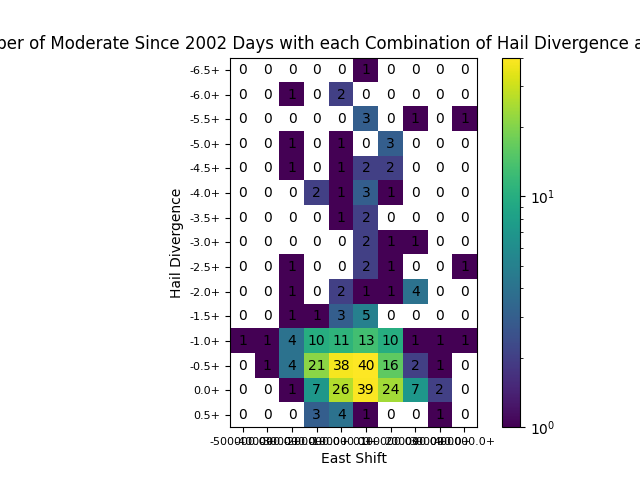 ber of Moderate Since 2002 Days with each Combination of Hail Divergence a
-6.5+ 0 0 0 0 0 1 0 0 0 0
-6.0+ 0 0 1 0 2 0 0 0 0 0
-5.5+ 0 0 0 0 0 3 0 1 0 1
-5.0+ 0 0 1 0 1 0 3 0 0 0
-4.5+ 0 0 1 0 1 2 2 0 0 0
-4.0+ 0 0 0 2 1 3 1 0 0 0
-3.5+ 0 0 0 0 1 2 0 0 0 0
-3.0+ 0 0 0 0 0 2 1 1 0 0
-2.5+ 0 0 1 0 0 2 1 0 0 1
-2.0+ 0 0 1 0 2 1 1 4 0 0
-1.5+ 0 0 1 1 3 5 0 0 0 0
-1.0+ 1 1 4 10 11 13 10 1 1 1
-0.5+ 0 1 4 21 38 40 16 2 1 0
0.0+ 0 0 1 7 26 39 24 7 2 0
0.5+ 0 0 0 3 4 1 0 0 1 0
Hail Divergence
East Shift
10¹
10⁰